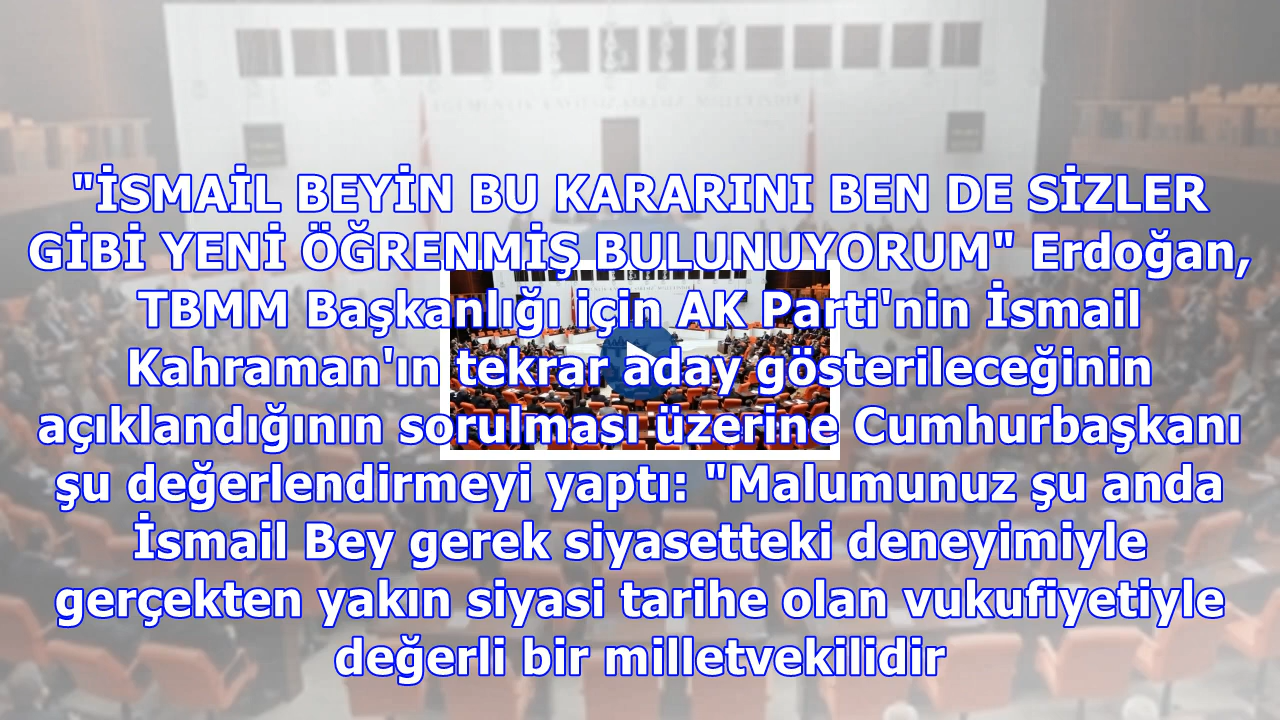 "İSMAİL BEYİN BU KARARINI BEN DE SİZLER
GİBİ YENİ ÖĞRENMİŞ BULUNUYORUM" Erdoğan,
TBMM Başkanlığı için AK Parti'nin İsmail
Kahraman'ın tekrar aday gösterileceğinin
açıklandığının sorulması üzerine Cumhurbaşkanı
şu değerlendirmeyi yaptı: "Malumunuz şu anda
İsmail Bey gerek siyasetteki deneyimiyle
gerçekten yakın siyasi tarihe olan vukufiyetiyle
değerli bir milletvekilidir